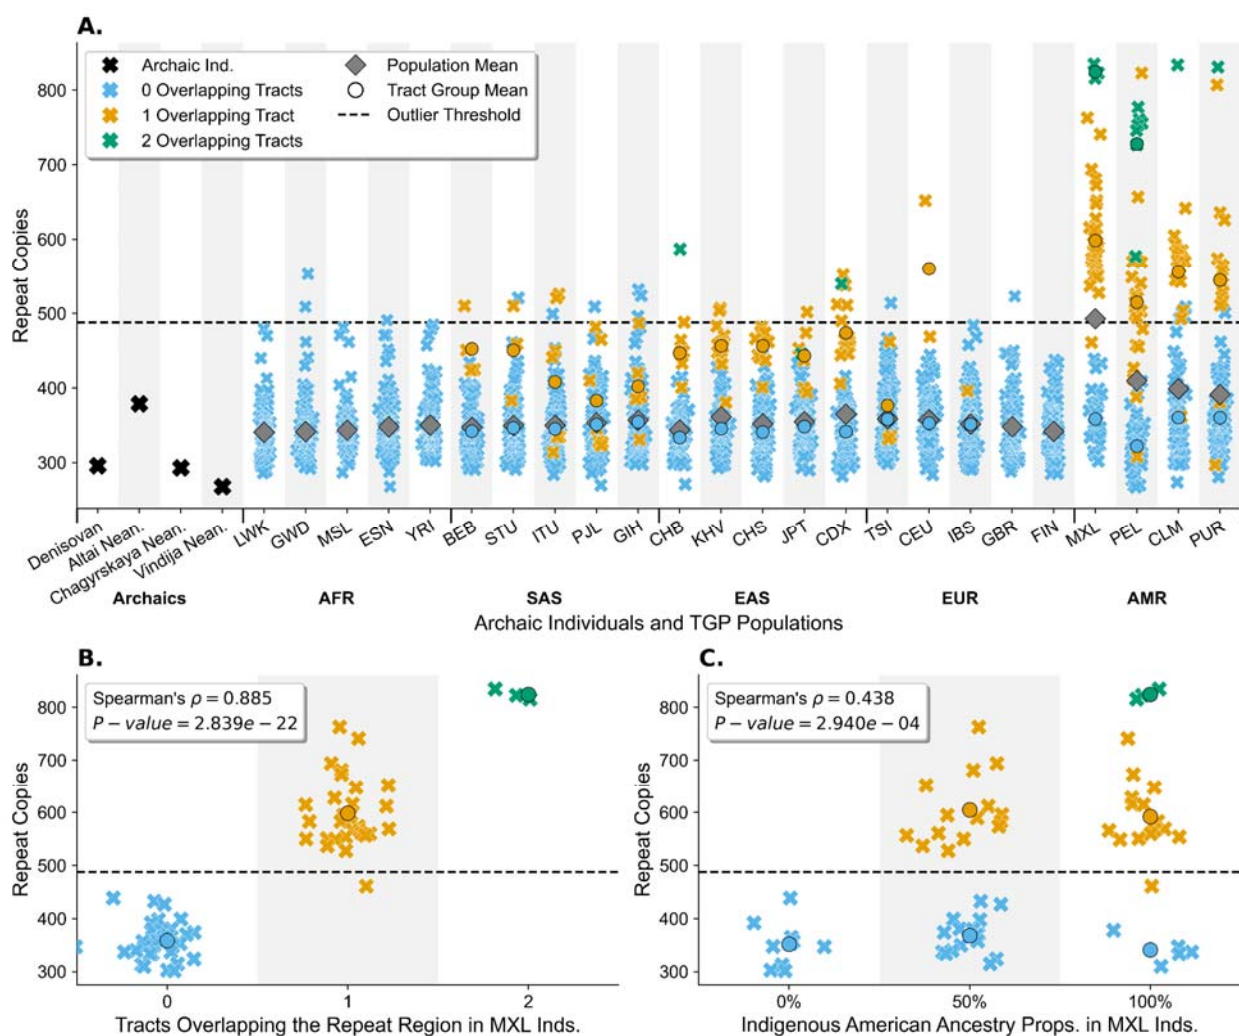 A.
Archaic Ind.
0 Overlapping Tracts
1 Overlapping Tract
2 Overlapping Tracts
Population Mean
Tract Group Mean
Outlier Threshold
Repeat Copies
800
700
600
500
400
300
Denisovan
Altai Nean.
Chagyrskaya Nean.
Vindija Nean.
LWK
GWD
MSL
ESN
YRI
BEB
STU
ITU
PJL
GIH
CHB
KHV
CHS
JPT
CDX
TSI
CEU
IBS
GBR
FIN
MXL
PEL
CLM
PUR
Archaics AFR SAS EAS EUR AMR
Archaic Individuals and TGP Populations
B.
Spearman's ρ = 0.885
P − value = 2.839e − 22
Repeat Copies
800
700
600
500
400
300
0 1 2
Tracts Overlapping the Repeat Region in MXL Inds.
C.
Spearman's ρ = 0.438
P − value = 2.940e − 04
Repeat Copies
800
700
600
500
400
300
0% 50% 100%
Indigenous American Ancestry Props. in MXL Inds.